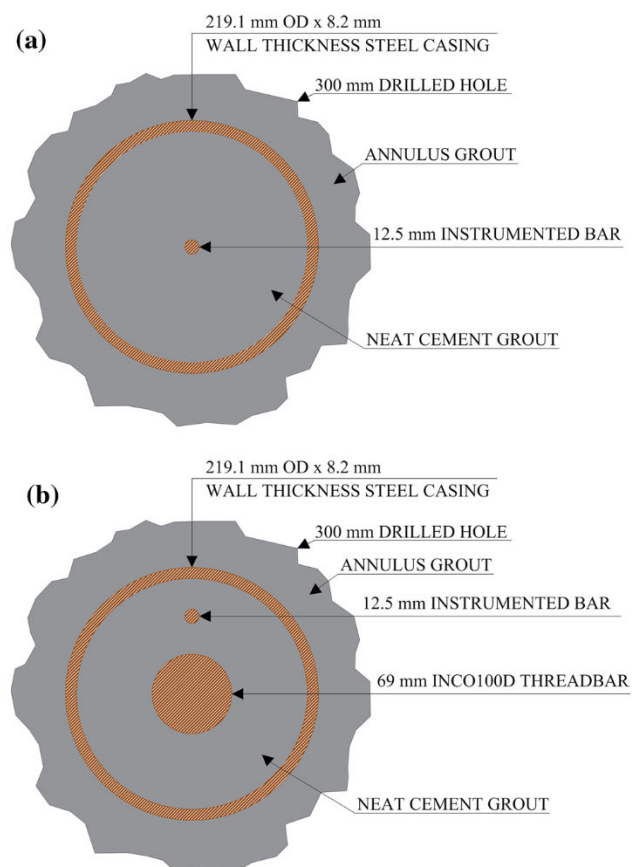 (a)
219.1 mm OD x 8.2 mm
WALL THICKNESS STEEL CASING
300 mm DRILLED HOLE
ANNULUS GROUT
12.5 mm INSTRUMENTED BAR
NEAT CEMENT GROUT
(b)
219.1 mm OD x 8.2 mm
WALL THICKNESS STEEL CASING
300 mm DRILLED HOLE
ANNULUS GROUT
12.5 mm INSTRUMENTED BAR
69 mm INCO100D THREADBAR
NEAT CEMENT GROUT